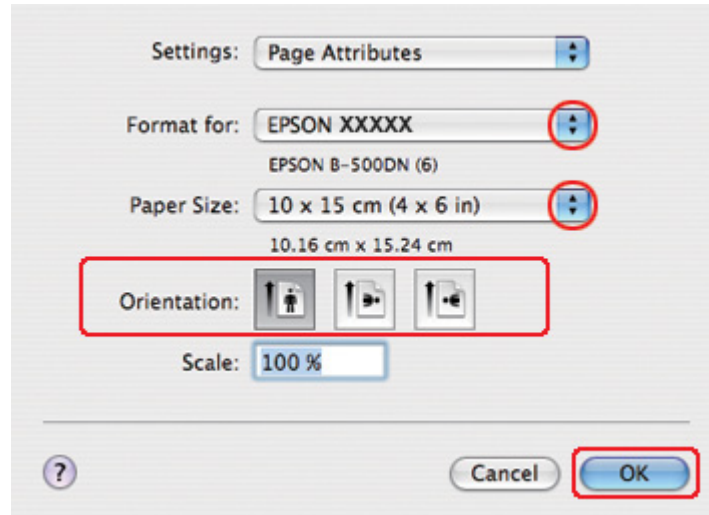 Settings: Page Attributes
Format for: EPSON XXXXX
EPSON B-500DN (6)
Paper Size: 10 x 15 cm (4 x 6 in)
10.16 cm x 15.24 cm
Orientation:
Scale: 100 %
? Cancel OK